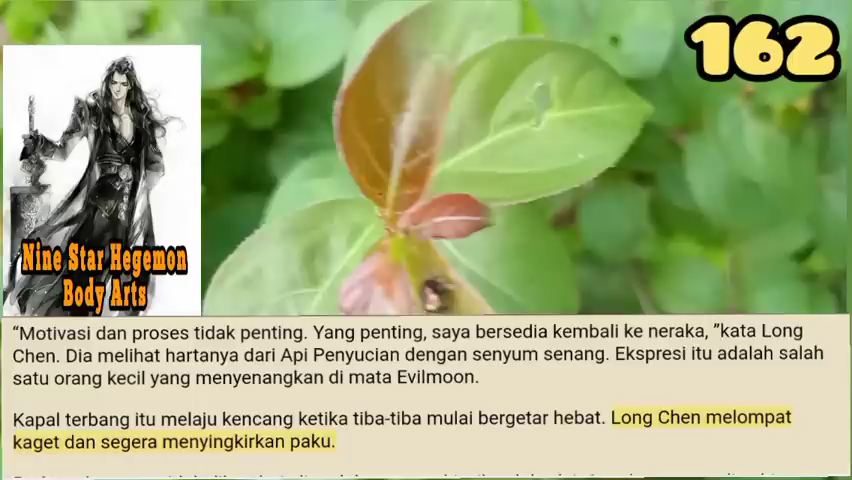 162
Nine Star Hegemon
Body Arts
“Motivasi dan proses tidak penting. Yang penting, saya bersedia kembali ke neraka, ”kata Long
Chen. Dia melihat hartanya dari Api Penyucian dengan senyum senang. Ekspresi itu adalah salah
satu orang kecil yang menyenangkan di mata Evilmoon.
Kapal terbang itu melaju kencang ketika tiba-tiba mulai bergetar hebat. Long Chen melompat
kaget dan segera menyingkirkan paku.